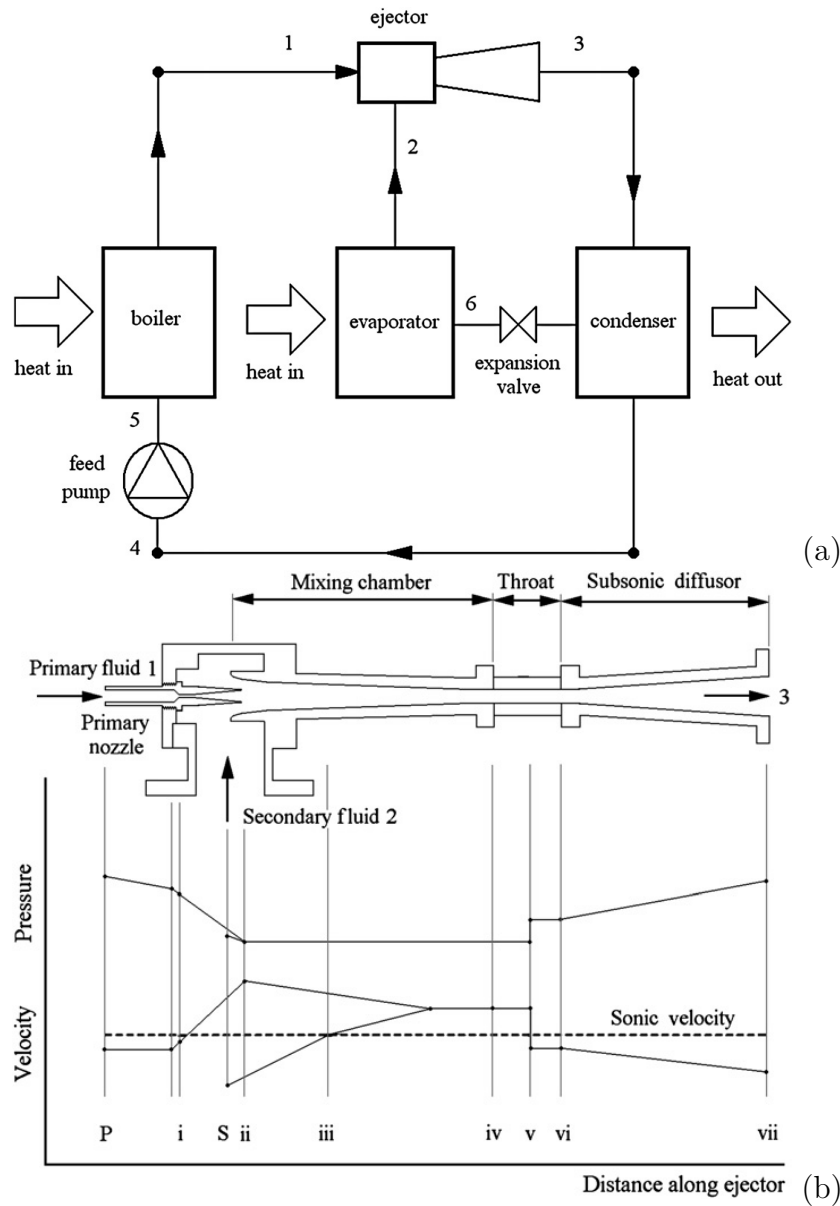 ejector
1
3
2
boiler
evaporator
6
condenser
heat in
heat in
expansion
valve
heat out
5
feed
pump
4
(a)
Mixing chamber
Throat
Subsonic diffusor
Primary fluid 1
3
Primary
nozzle
Secondary fluid 2
Pressure
Velocity
Sonic velocity
P
i
S
ii
iii
iv
v
vi
vii
Distance along ejector
(b)